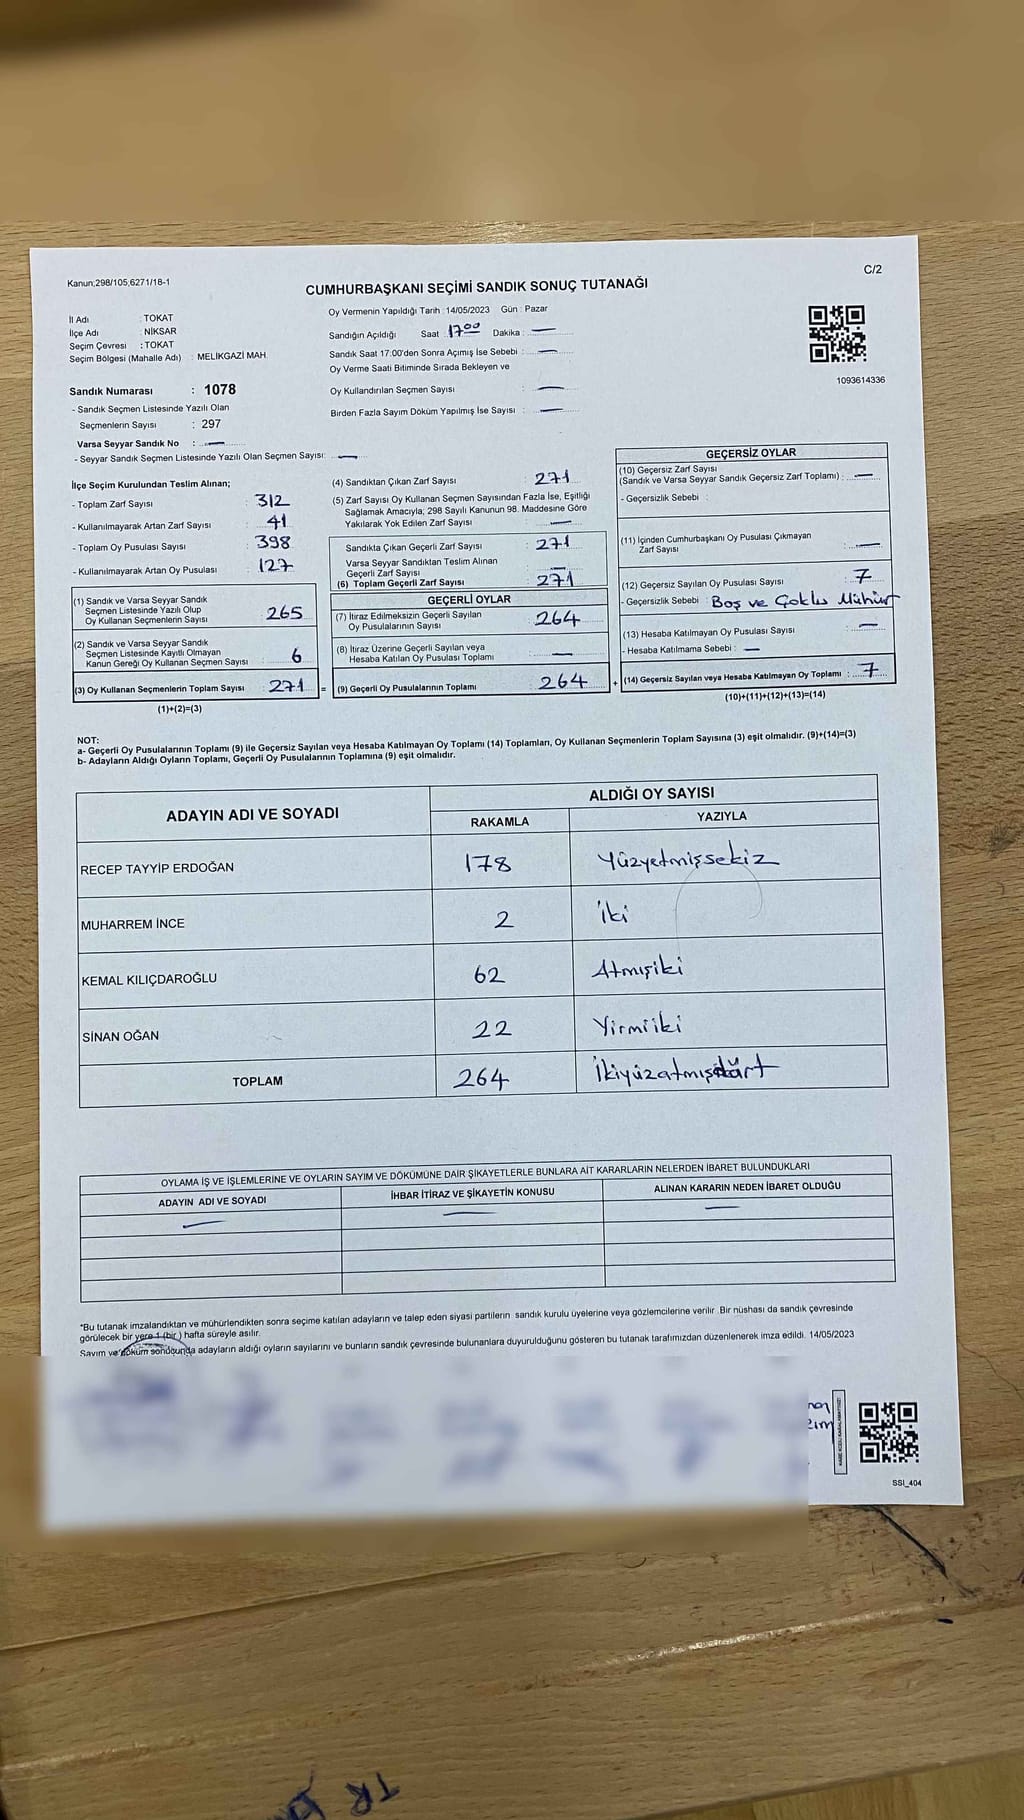 Kanun;298/105,6271/18-1
C/2
CUMHURBAŞKANI SEÇİMİ SANDIK SONUÇ TUTANAĞI
İl Adı : TOKAT
İlçe Adı : NİKSAR
Seçim Çevresi : TOKAT
Seçim Bölgesi (Mahalle Adı) : MELİKGAZİ MAH.
Oy Vermenin Yapıldığı Tarih : 14/05/2023 Gün : Pazar
Sandığın Açıldığı Saat : 17:00 Dakika : —
Sandık Saat 17:00'den Sonra Açımış İse Sebebi : —
Oy Verme Saati Bitiminde Sırada Bekleyen ve
Oy Kullandırılan Seçmen Sayısı : —
Birden Fazla Sayım Döküm Yapılmış İse Sayısı : —
1093614336
Sandık Numarası : 1078
- Sandık Seçmen Listesinde Yazılı Olan
Seçmenlerin Sayısı : 297
Varsa Seyyar Sandık No : —
- Seyyar Sandık Seçmen Listesinde Yazılı Olan Seçmen Sayısı: —
İlçe Seçim Kurulundan Teslim Alınan;
- Toplam Zarf Sayısı : 312
- Kullanılmayarak Artan Zarf Sayısı : 41
- Toplam Oy Pusulası Sayısı : 398
- Kullanılmayarak Artan Oy Pusulası : 127
(1) Sandık ve Varsa Seyyar Sandık
Seçmen Listesinde Yazılı Olup
Oy Kullanan Seçmenlerin Sayısı : 265
(2) Sandık ve Varsa Seyyar Sandık
Seçmen Listesinde Kayıtlı Olmayan
Kanun Gereği Oy Kullanan Seçmen Sayısı : 6
(3) Oy Kullanan Seçmenlerin Toplam Sayısı : 271 =
(1)+(2)=(3)
(4) Sandıktan Çıkan Zarf Sayısı : 271
(5) Zarf Sayısı Oy Kullanan Seçmen Sayısından Fazla İse, Eşitliği
Sağlamak Amacıyla; 298 Sayılı Kanunun 98. Maddesine Göre
Yakılarak Yok Edilen Zarf Sayısı : —
Sandıkta Çıkan Geçerli Zarf Sayısı : 271
Varsa Seyyar Sandıktan Teslim Alınan
Geçerli Zarf Sayısı : —
(6) Toplam Geçerli Zarf Sayısı : 271
GEÇERLİ OYLAR
(7) İtiraz Edilmeksizin Geçerli Sayılan
Oy Pusulalarının Sayısı : 264
(8) İtiraz Üzerine Geçerli Sayılan veya
Hesaba Katılan Oy Pusulası Toplamı : —
(9) Geçerli Oy Pusulalarının Toplamı : 264 +
GEÇERSİZ OYLAR
(10) Geçersiz Zarf Sayısı
(Sandık ve Varsa Seyyar Sandık Geçersiz Zarf Toplamı) : —
- Geçersizlik Sebebi :
(11) İçinden Cumhurbaşkanı Oy Pusulası Çıkmayan
Zarf Sayısı : —
(12) Geçersiz Sayılan Oy Pusulası Sayısı : 7
- Geçersizlik Sebebi : Boş ve Çoklu Mühür
(13) Hesaba Katılmayan Oy Pusulası Sayısı : —
- Hesaba Katılmama Sebebi : —
(14) Geçersiz Sayılan veya Hesaba Katılmayan Oy Toplamı : 7
(10)+(11)+(12)+(13)=(14)
NOT:
a- Geçerli Oy Pusulalarının Toplamı (9) ile Geçersiz Sayılan veya Hesaba Katılmayan Oy Toplamı (14) Toplamları, Oy Kullanan Seçmenlerin Toplam Sayısına (3) eşit olmalıdır. (9)+(14)=(3)
b- Adayların Aldığı Oyların Toplamı, Geçerli Oy Pusulalarının Toplamına (9) eşit olmalıdır.
ADAYIN ADI VE SOYADI
ALDIĞI OY SAYISI
RAKAMLA YAZIYLA
RECEP TAYYİP ERDOĞAN 178 Yüzyetmişsekiz
MUHARREM İNCE 2 İki
KEMAL KILIÇDAROĞLU 62 Atmışiki
SİNAN OĞAN 22 Yirmiiki
TOPLAM 264 İkiyüzatmışdört
OYLAMA İŞ VE İŞLEMLERİNE VE OYLARIN SAYIM VE DÖKÜMÜNE DAİR ŞİKAYETLERLE BUNLARA AİT KARARLARIN NELERDEN İBARET BULUNDUKLARI
ADAYIN ADI VE SOYADI İHBAR İTİRAZ VE ŞİKAYETİN KONUSU ALINAN KARARIN NEDEN İBARET OLDUĞU
— — —
*Bu tutanak imzalandıktan ve mühürlendikten sonra seçime katılan adayların ve talep eden siyasi partilerin sandık kurulu üyelerine veya gözlemcilerine verilir. Bir nüshası da sandık çevresinde
görülecek bir yere 1 (bir) hafta süreyle asılır.
Sayım ve döküm sonucunda adayların aldığı oyların sayılarını ve bunların sandık çevresinde bulunanlara duyurulduğunu gösteren bu tutanak tarafımızdan düzenlenerek imza edildi. 14/05/2023
SSI_404
TR